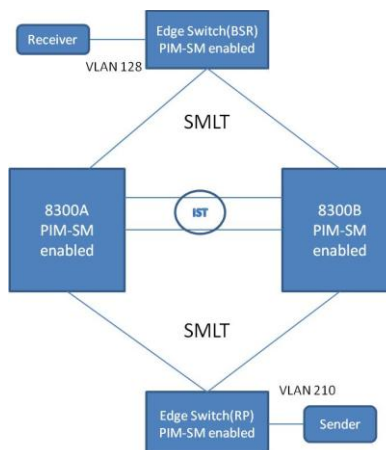 Receiver
Edge Switch(BSR)
PIM-SM enabled
VLAN 128
SMLT
8300A
PIM-SM
enabled
IST
8300B
PIM-SM
enabled
SMLT
VLAN 210
Edge Switch(RP)
PIM-SM enabled
Sender